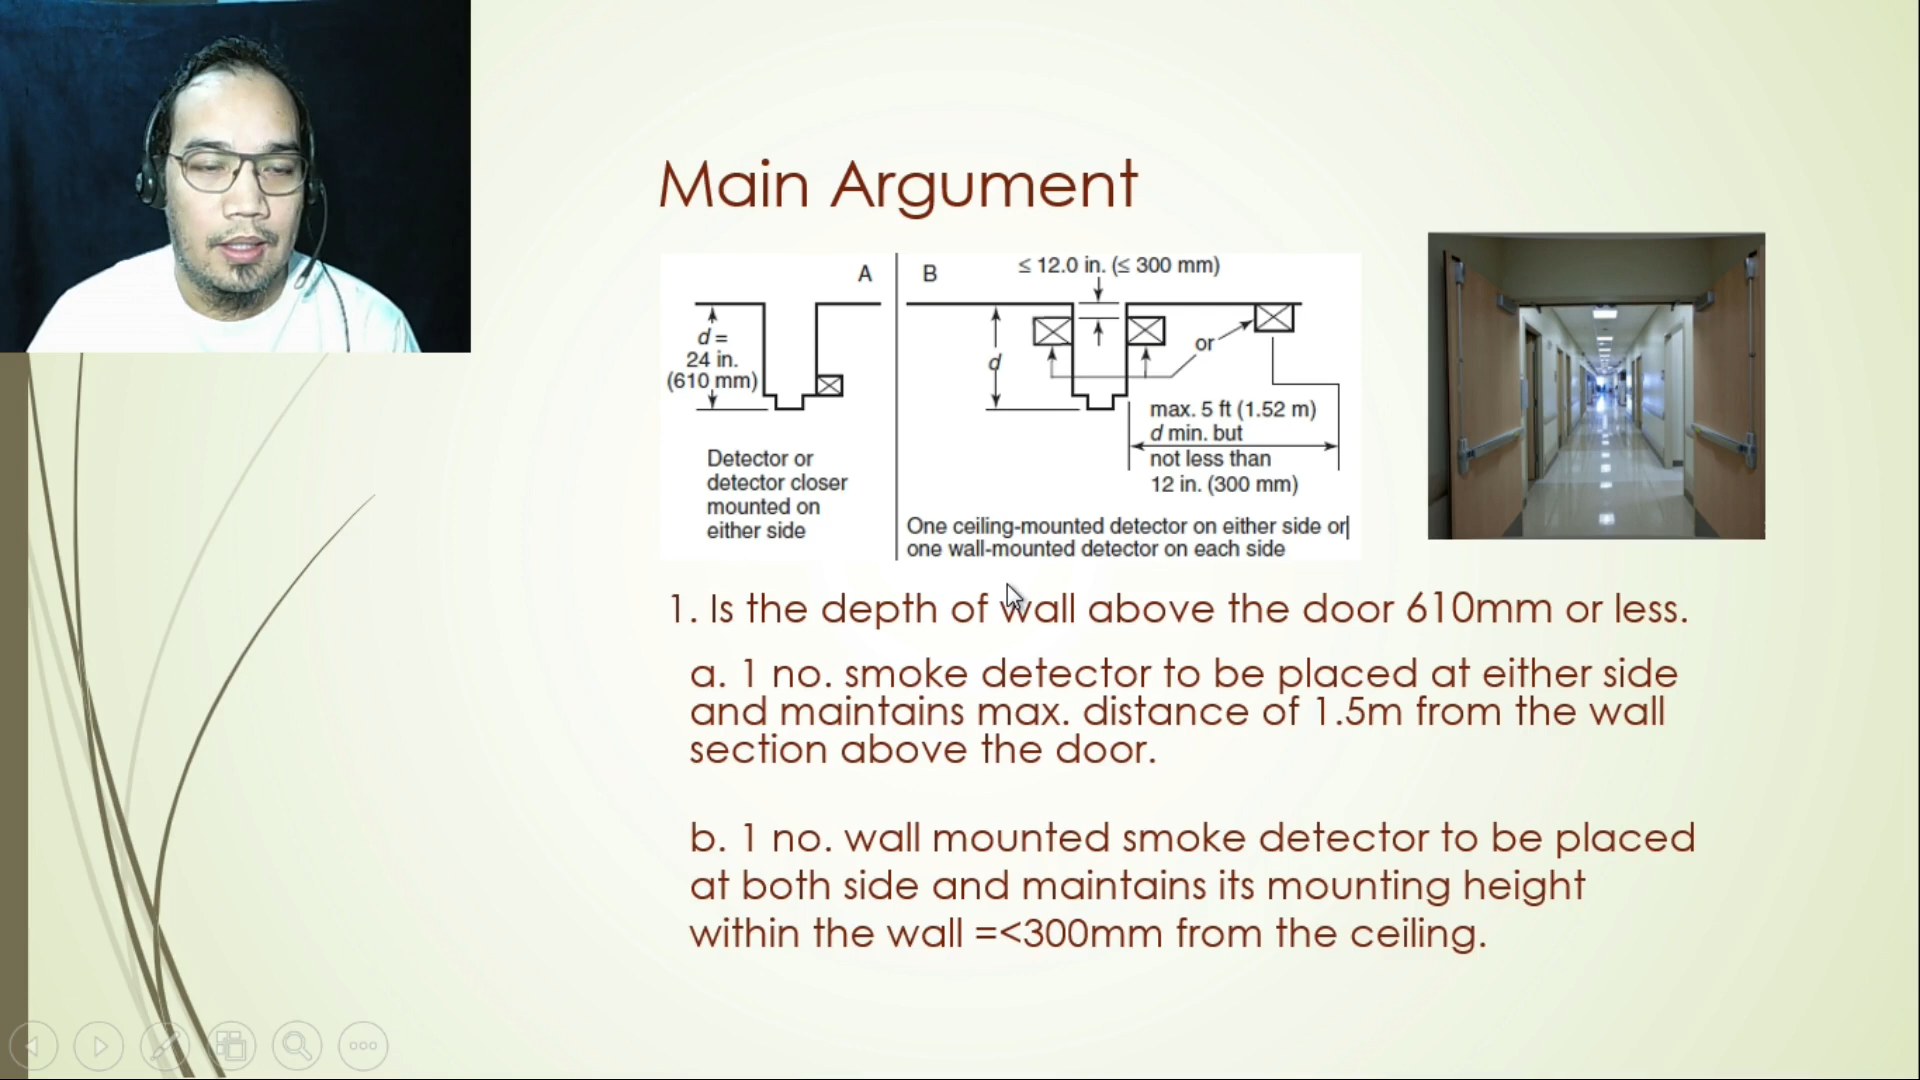 Main Argument
A
d =
24 in.
(610 mm)
Detector or
detector closer
mounted on
either side
B
≤ 12.0 in. (≤ 300 mm)
d
or
max. 5 ft (1.52 m)
d min. but
not less than
12 in. (300 mm)
One ceiling-mounted detector on either side or
one wall-mounted detector on each side
1. Is the depth of wall above the door 610mm or less.
a. 1 no. smoke detector to be placed at either side
and maintains max. distance of 1.5m from the wall
section above the door.
b. 1 no. wall mounted smoke detector to be placed
at both side and maintains its mounting height
within the wall =<300mm from the ceiling.